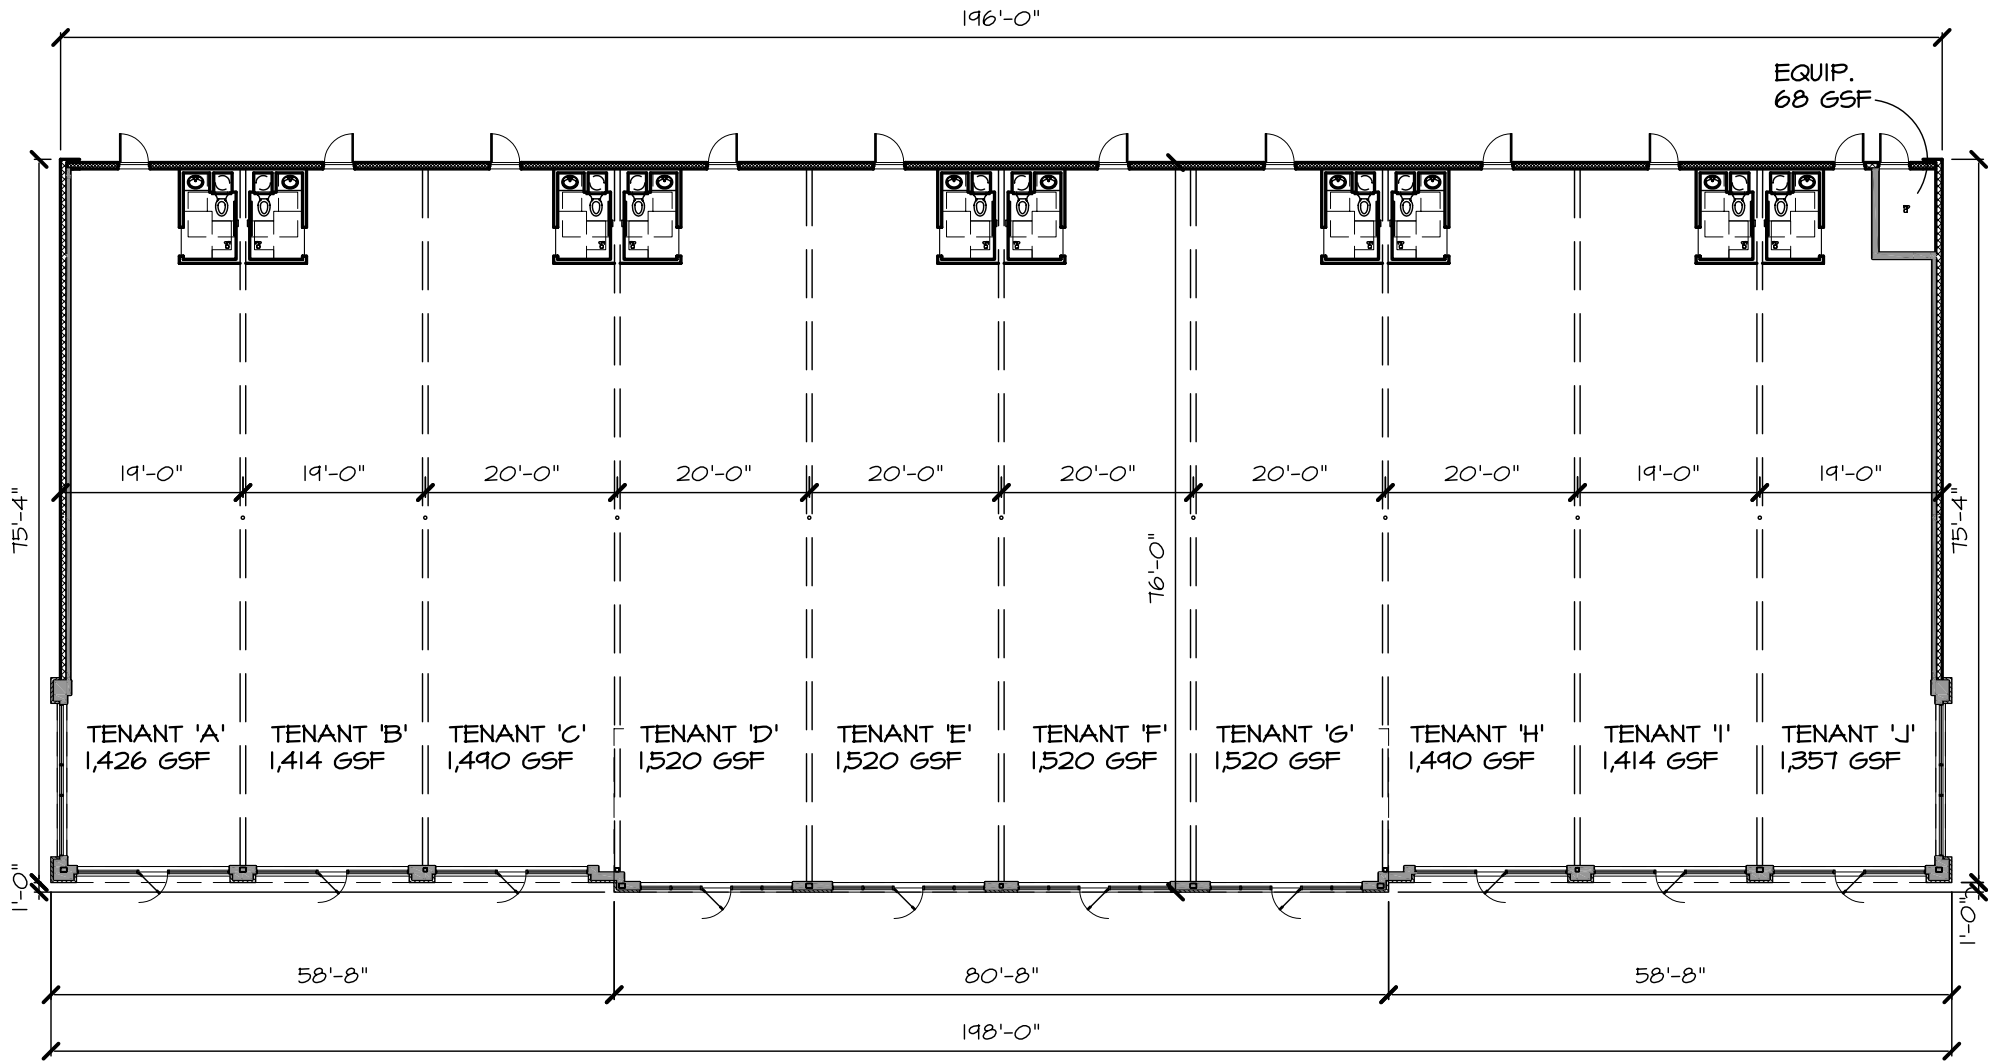 196'-0"
EQUIP.
68 GSF
19'-0"
19'-0"
20'-0"
20'-0"
20'-0"
20'-0"
20'-0"
20'-0"
19'-0"
19'-0"
75'-4"
75'-4"
76'-0"
TENANT 'A'
1,426 GSF
TENANT 'B'
1,414 GSF
TENANT 'C'
1,490 GSF
TENANT 'D'
1,520 GSF
TENANT 'E'
1,520 GSF
TENANT 'F'
1,520 GSF
TENANT 'G'
1,520 GSF
TENANT 'H'
1,490 GSF
TENANT 'I'
1,414 GSF
TENANT 'J'
1,357 GSF
1'-0"
1'-0"
58'-8"
80'-8"
58'-8"
198'-0"